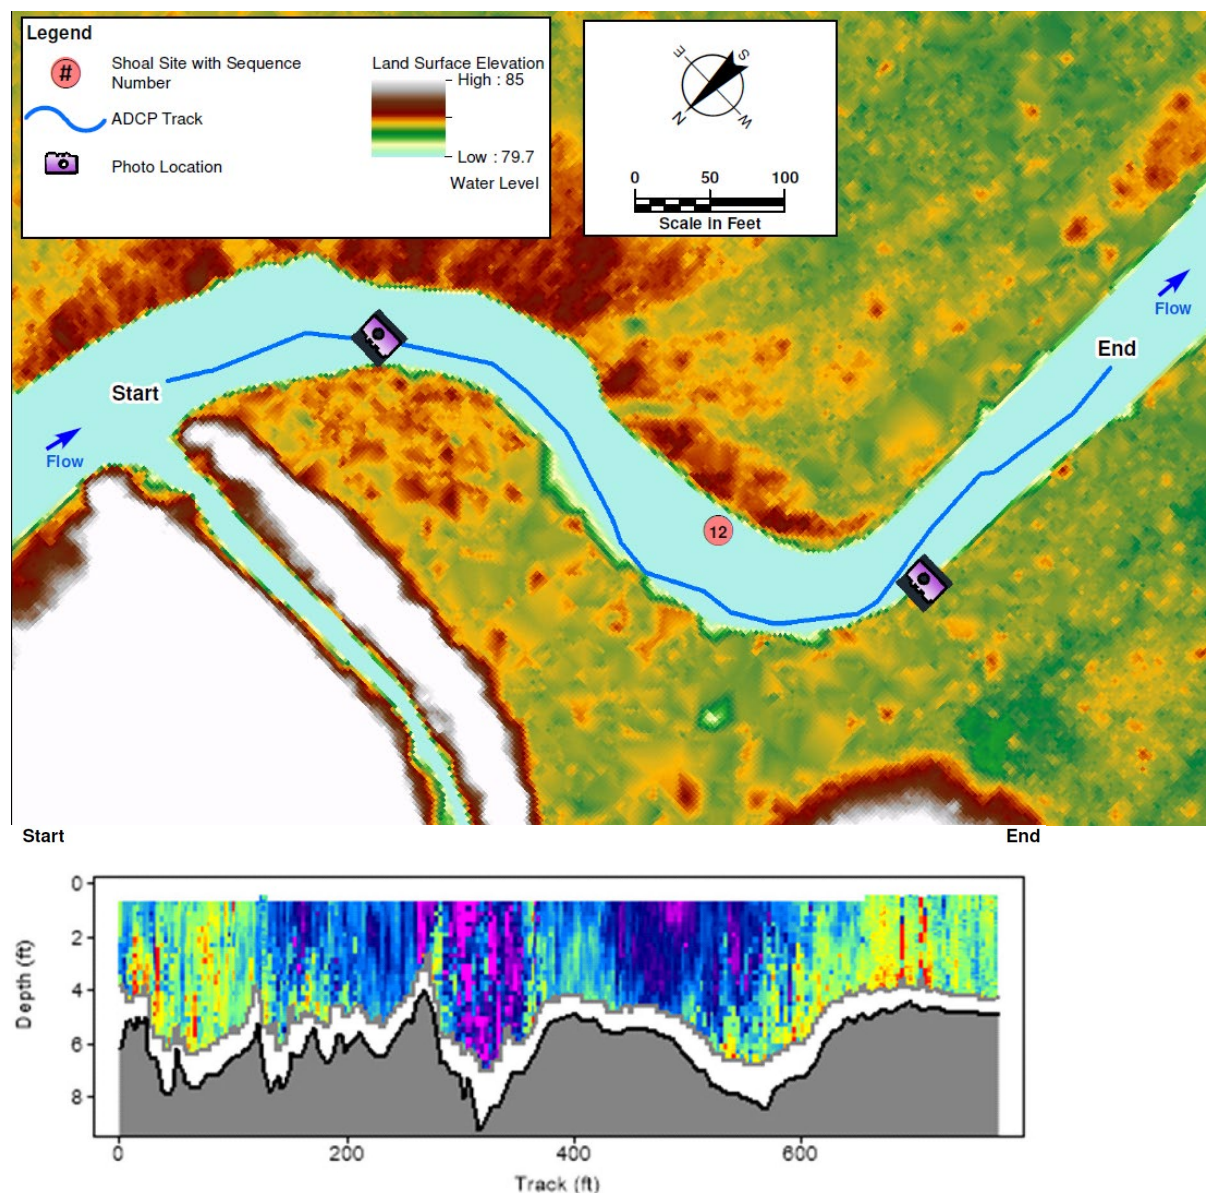 Legend
#
Shoal Site with Sequence
Number
ADCP Track
Photo Location
Land Surface Elevation
High : 85
Low : 79.7
Water Level
E
S
N
W
0 50 100
Scale in Feet
Start
Flow
12
End
Flow
Start
End
0
2
4
6
8
Depth (ft)
0 200 400 600
Track (ft)